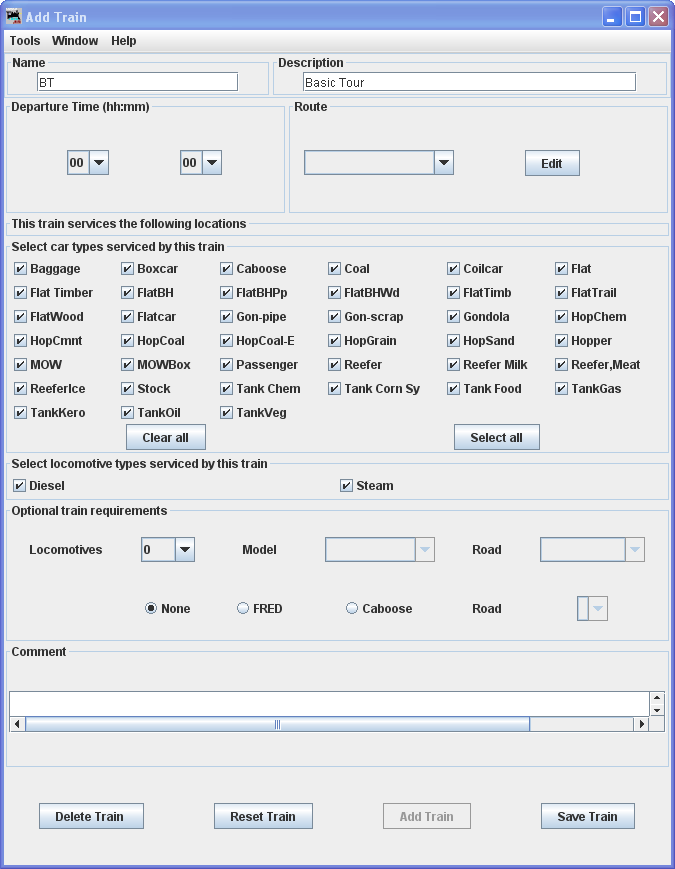 Add Train
Tools Window Help
Name Description
BT Basic Tour
Departure Time (hh:mm) Route
00 00 Edit
This train services the following locations
Select car types serviced by this train
Baggage Boxcar Caboose Coal Coilcar Flat
Flat Timber FlatBH FlatBHPp FlatBHWd FlatTimb FlatTrail
FlatWood Flatcar Gon-pipe Gon-scrap Gondola HopChem
HopCmnt HopCoal HopCoal-E HopGrain HopSand Hopper
MOW MOWBox Passenger Reefer Reefer Milk Reefer,Meat
ReeferIce Stock Tank Chem Tank Corn Sy Tank Food TankGas
TankKero TankOil TankVeg
Clear all Select all
Select locomotive types serviced by this train
Diesel Steam
Optional train requirements
Locomotives 0 Model Road
None FRED Caboose Road
Comment
Delete Train Reset Train Add Train Save Train